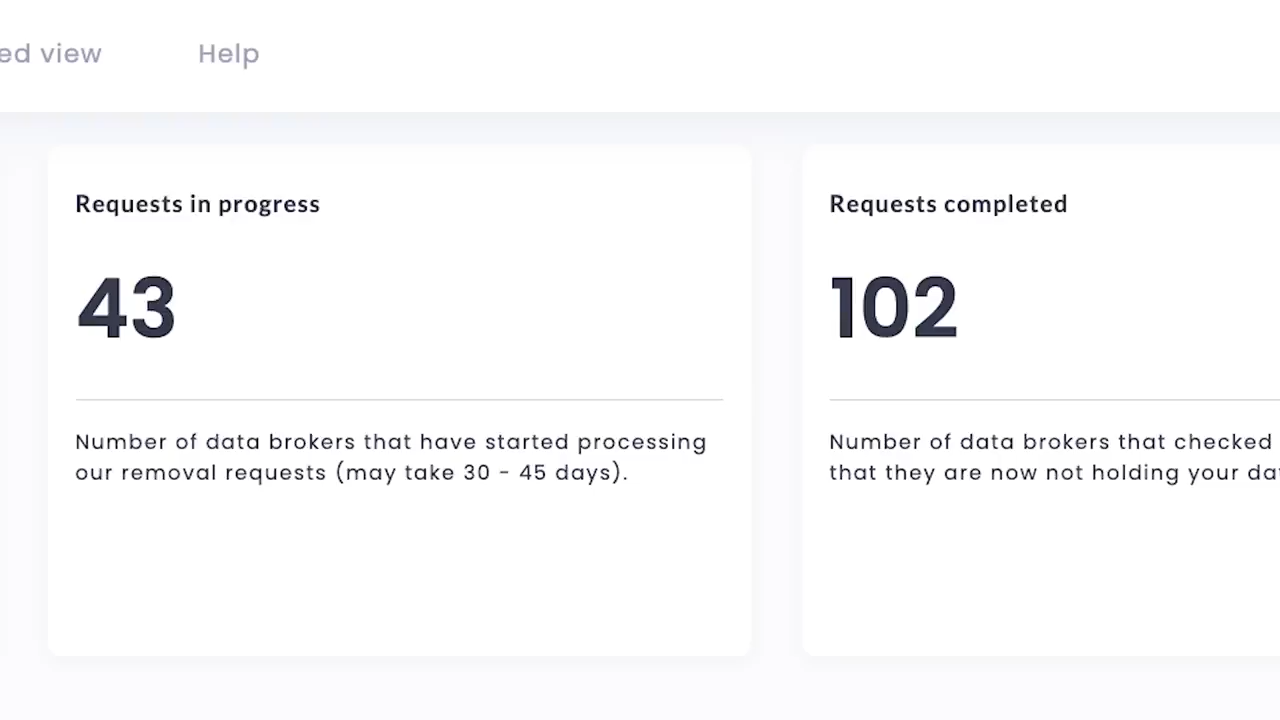 ed view
Help
Requests in progress
43
Number of data brokers that have started processing
our removal requests (may take 30 - 45 days).
Requests completed
102
Number of data brokers that checked
that they are now not holding your